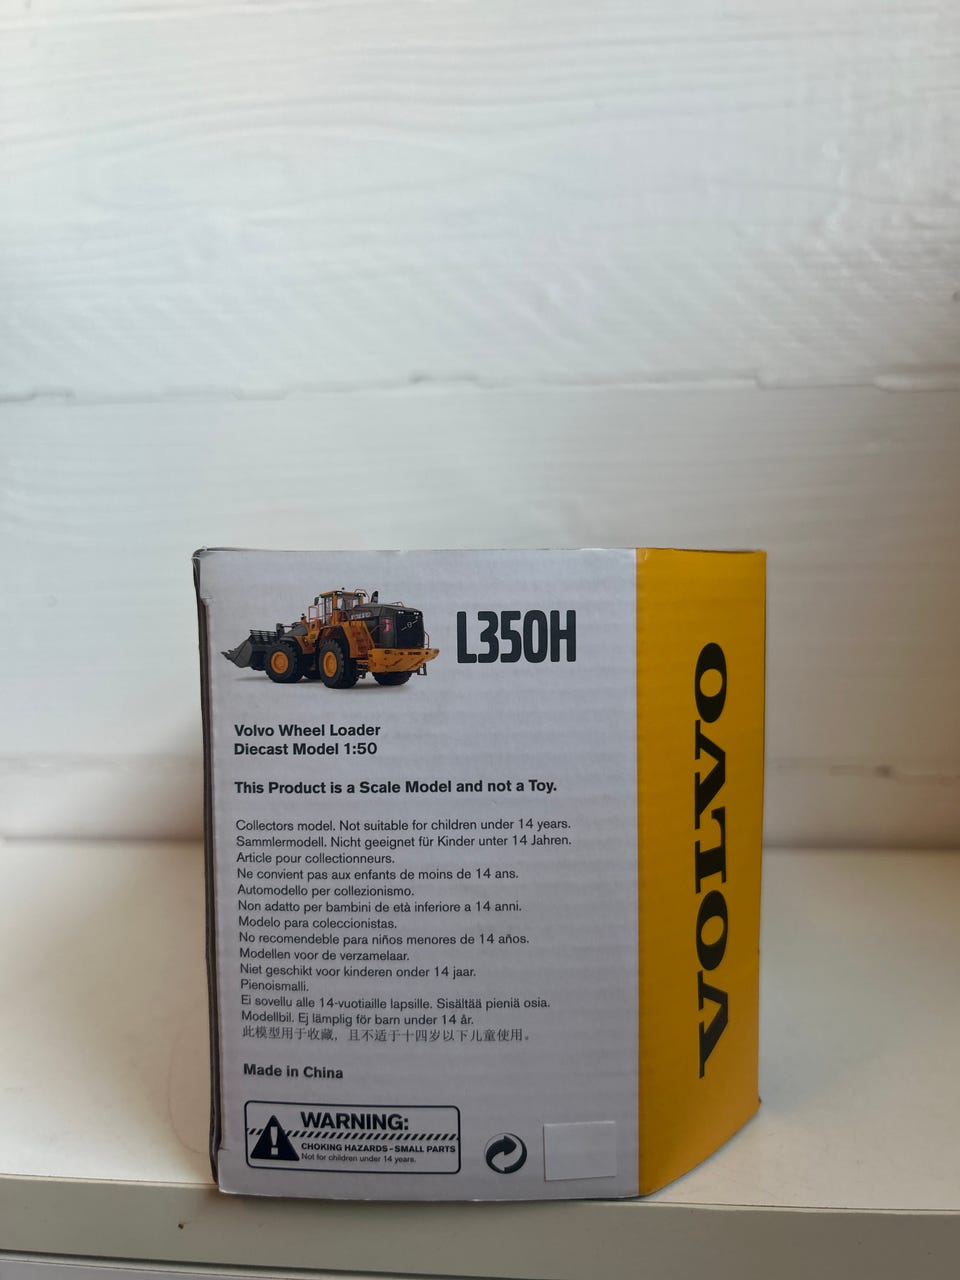 L350H
Volvo Wheel Loader
Diecast Model 1:50
This Product is a Scale Model and not a Toy.
Collectors model. Not suitable for children under 14 years.
Sammlermodell. Nicht geeignet für Kinder unter 14 Jahren.
Article pour collectionneurs.
Ne convient pas aux enfants de moins de 14 ans.
Automodello per collezionismo.
Non adatto per bambini de età inferiore a 14 anni.
Modelo para coleccionistas.
No recomendeble para niños menores de 14 años.
Modellen voor de verzamelaar.
Niet geschikt voor kinderen onder 14 jaar.
Pienoismalli.
Ei sovellu alle 14-vuotiaille lapsille. Sisältää pieniä osia.
Modellbil. Ej lämplig för barn under 14 år.
此模型用于收藏，且不适于十四岁以下儿童使用。
Made in China
WARNING:
CHOKING HAZARDS - SMALL PARTS
Not for children under 14 years.
VOLVO